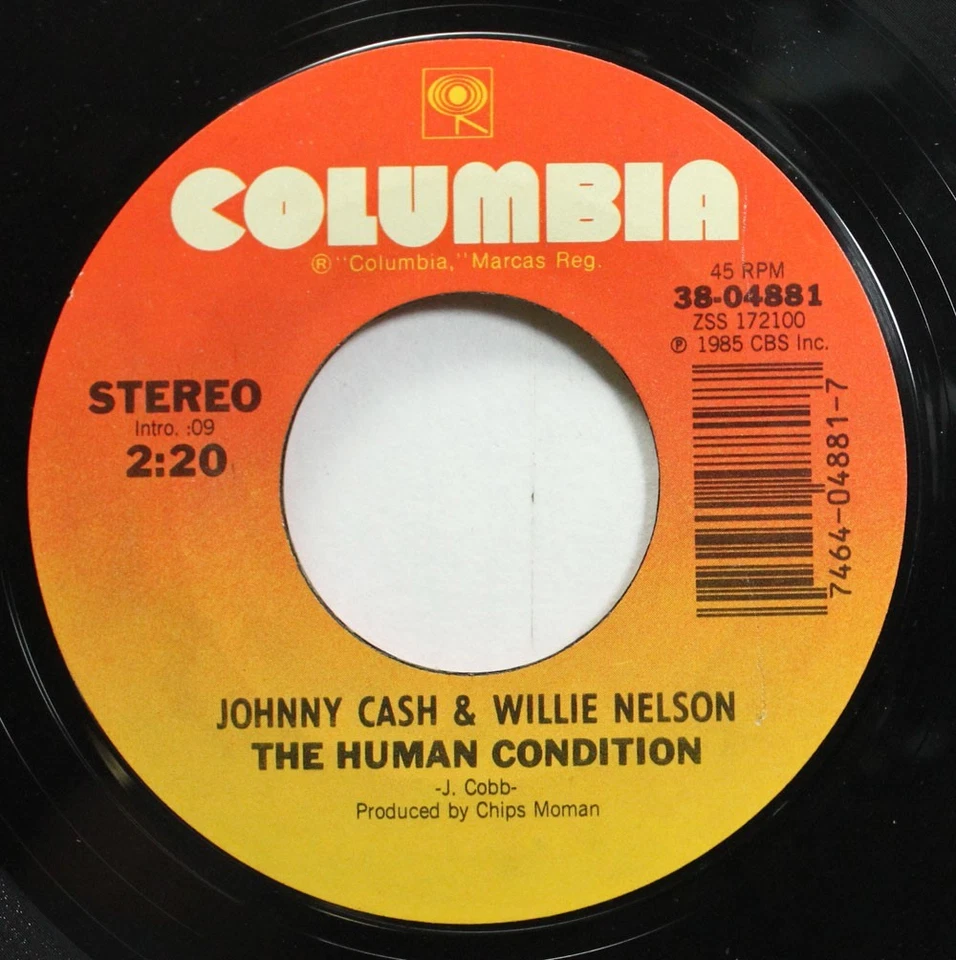 COLUMBIA
® "Columbia," Marcas Reg.
45 RPM
38-04881
ZSS 172100
℗ 1985 CBS Inc.
7464-04881-7
STEREO
Intro. :09
2:20
JOHNNY CASH & WILLIE NELSON
THE HUMAN CONDITION
-J. Cobb-
Produced by Chips Moman